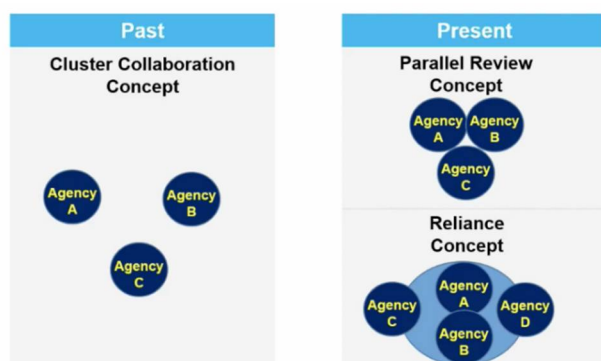 Past
Cluster Collaboration
Concept
Agency
A
Agency
B
Agency
C
Present
Parallel Review
Concept
Agency
A
Agency
B
Agency
C
Reliance
Concept
Agency
A
Agency
C
Agency
D
Agency
B